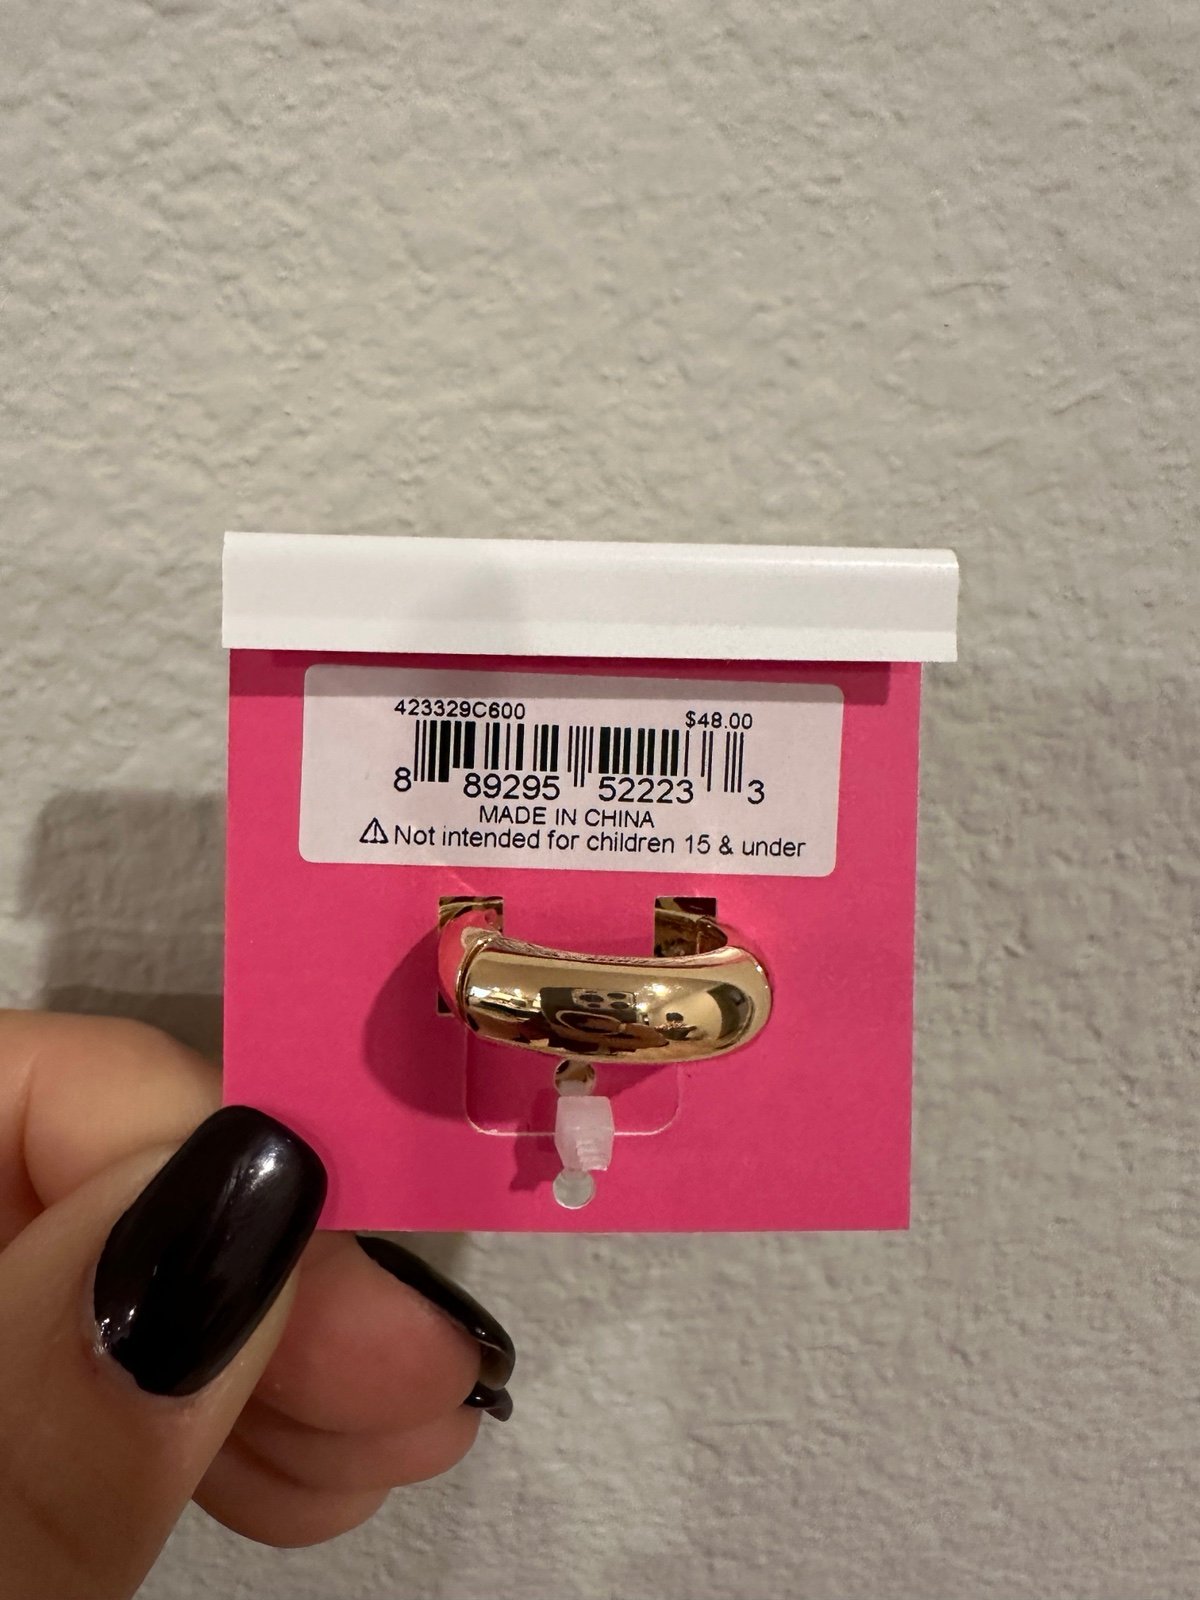 423329C600 $48.00
8 89295 52223 3
MADE IN CHINA
⚠ Not intended for children 15 & under